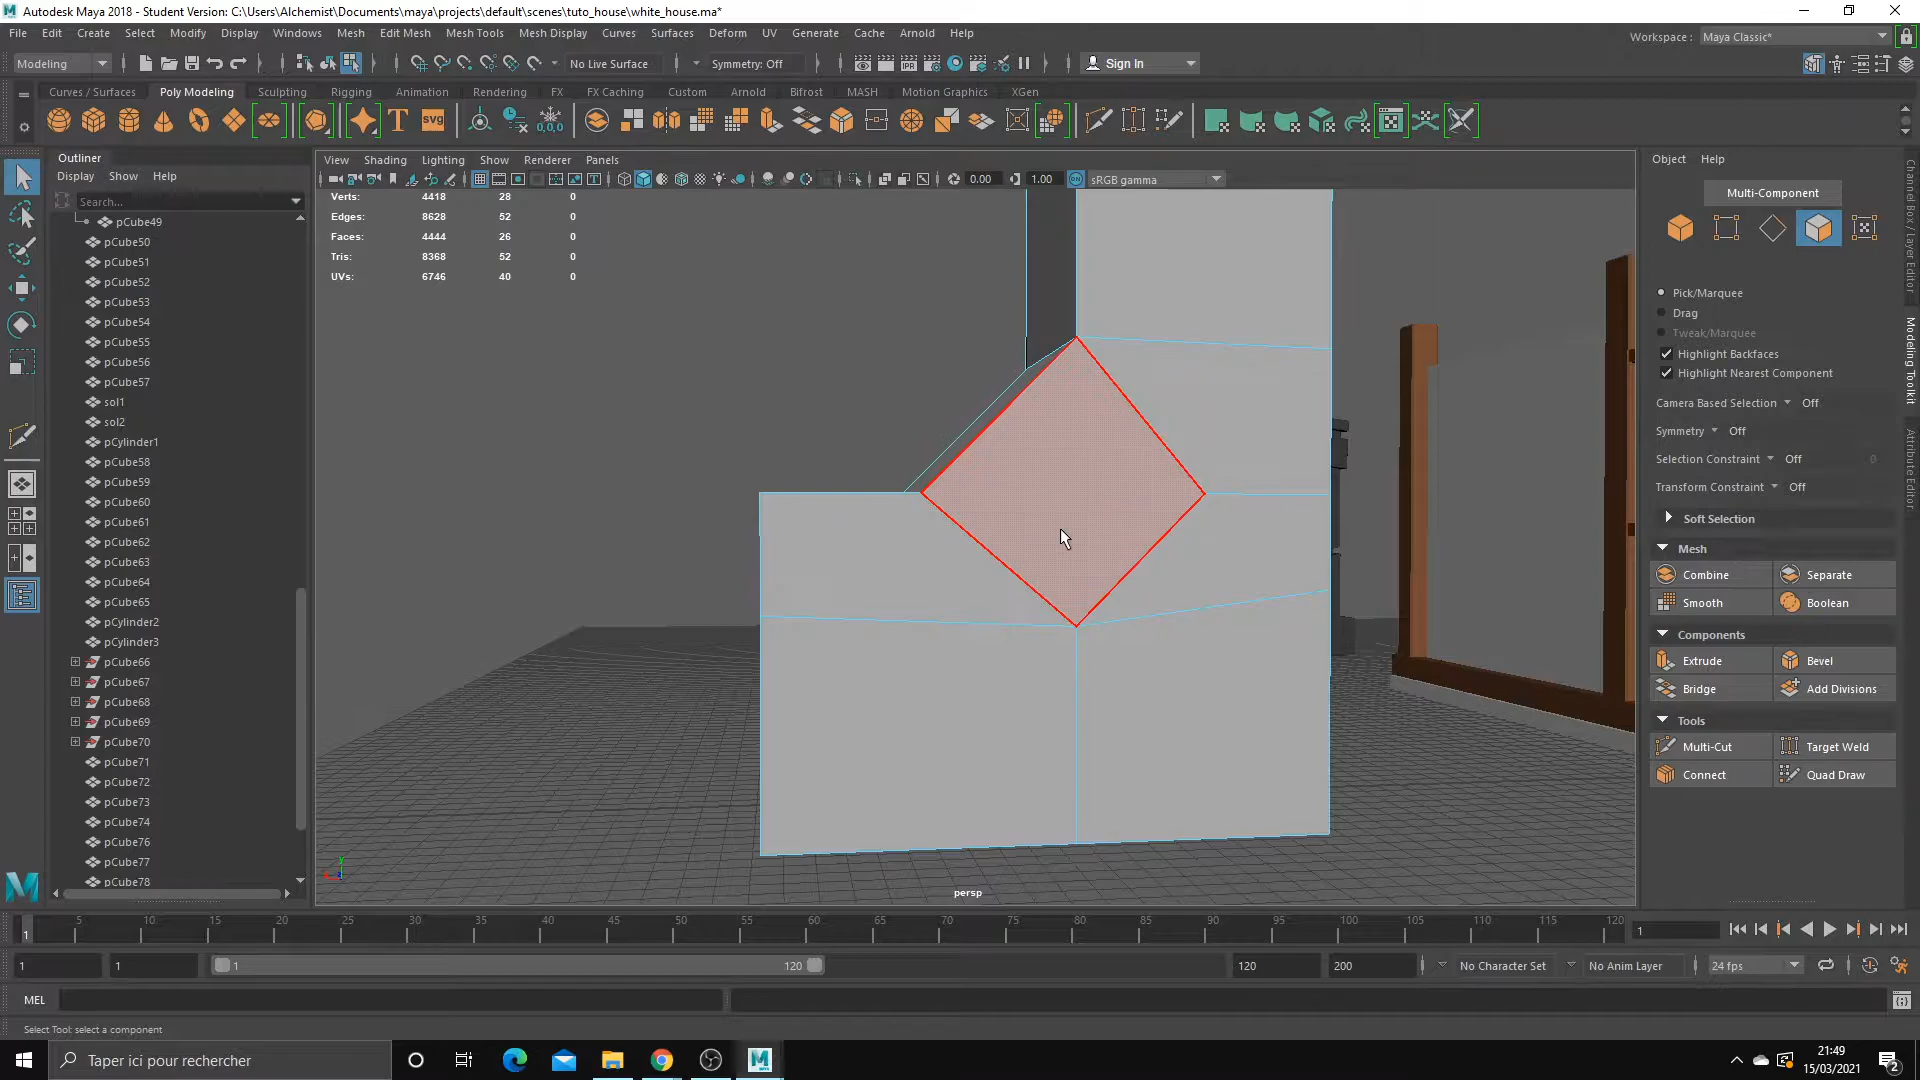 Autodesk Maya 2018 - Student Version: C:\Users\Alchemist\Documents\maya\projects\default\scenes\tuto_house\white_house.ma*
File Edit Create Select Modify Display Windows Mesh Edit Mesh Mesh Tools Mesh Display Curves Surfaces Deform UV Generate Cache Arnold Help
Workspace : Maya Classic*
Modeling No Live Surface Symmetry: Off Sign In
Curves / Surfaces Poly Modeling Sculpting Rigging Animation Rendering FX FX Caching Custom Arnold Bifrost MASH Motion Graphics XGen
T SVG 0,0,0
Outliner
Display Show Help
Search...
pCube49
pCube50
pCube51
pCube52
pCube53
pCube54
pCube55
pCube56
pCube57
sol1
sol2
pCylinder1
pCube58
pCube59
pCube60
pCube61
pCube62
pCube63
pCube64
pCube65
pCylinder2
pCylinder3
pCube66
pCube67
pCube68
pCube69
pCube70
pCube71
pCube72
pCube73
pCube74
pCube76
pCube77
pCube78
View Shading Lighting Show Renderer Panels
0.00 1.00 sRGB gamma
Verts: 4418 28 0
Edges: 8628 52 0
Faces: 4444 26 0
Tris: 8368 52 0
UVs: 6746 40 0
persp
Object Help
Multi-Component
Pick/Marquee
Drag
Tweak/Marquee
Highlight Backfaces
Highlight Nearest Component
Camera Based Selection Off
Symmetry Off
Selection Constraint Off 0
Transform Constraint Off
Soft Selection
Mesh
Combine Separate
Smooth Boolean
Components
Extrude Bevel
Bridge Add Divisions
Tools
Multi-Cut Target Weld
Connect Quad Draw
Channel Box / Layer Editor
Modeling Toolkit
Attribute Editor
5 10 15 20 25 30 35 40 45 50 55 60 65 70 75 80 85 90 95 100 105 110 115 120
1 1
1 1 1 120 120 200 No Character Set No Anim Layer 24 fps
MEL
Select Tool: select a component
Taper ici pour rechercher
21:49
15/03/2021
2